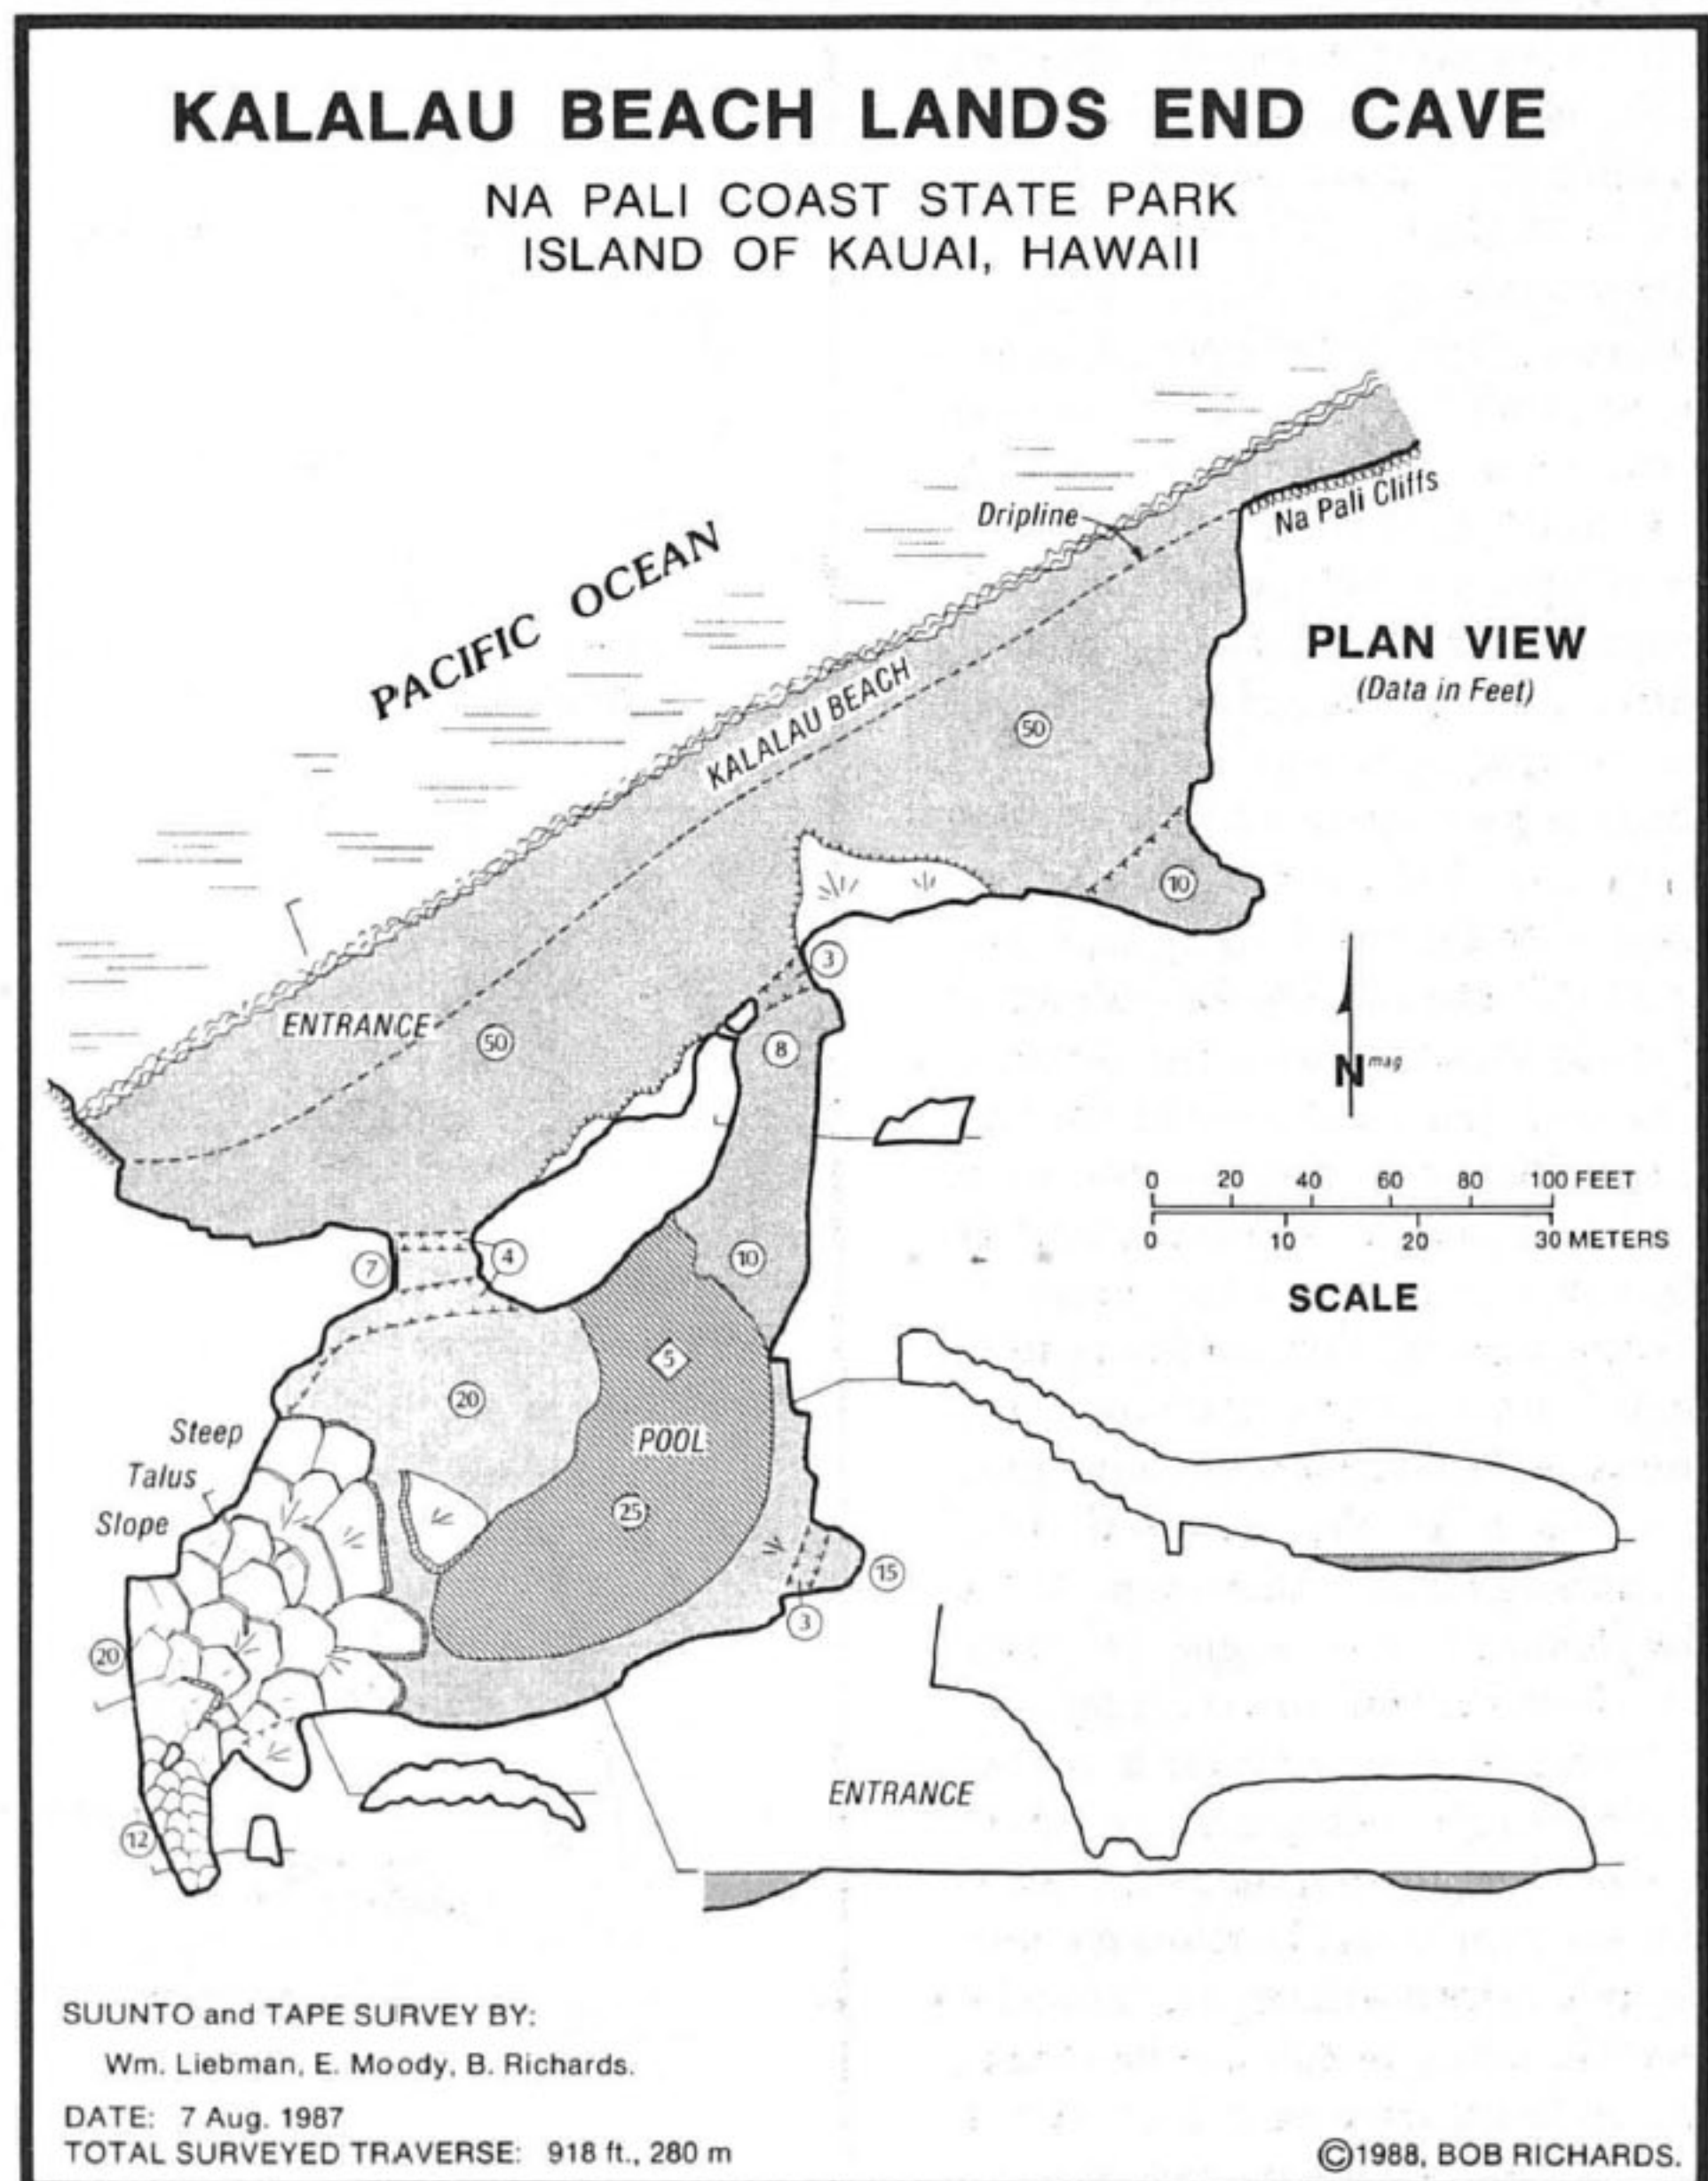 KALALAU BEACH LANDS END CAVE
NA PALI COAST STATE PARK
ISLAND OF KAUAI, HAWAII
Dripline
Na Pali Cliffs
PACIFIC OCEAN
PLAN VIEW
(Data in Feet)
KALALAU BEACH
50
10
3
ENTRANCE
50
8
N mag
0 20 40 60 80 100 FEET
0 10 20 30 METERS
SCALE
7
4
10
5
20
POOL
Steep
Talus
Slope
25
15
3
20
12
ENTRANCE
SUUNTO and TAPE SURVEY BY:
Wm. Liebman, E. Moody, B. Richards.
DATE: 7 Aug. 1987
TOTAL SURVEYED TRAVERSE: 918 ft., 280 m
©1988, BOB RICHARDS.